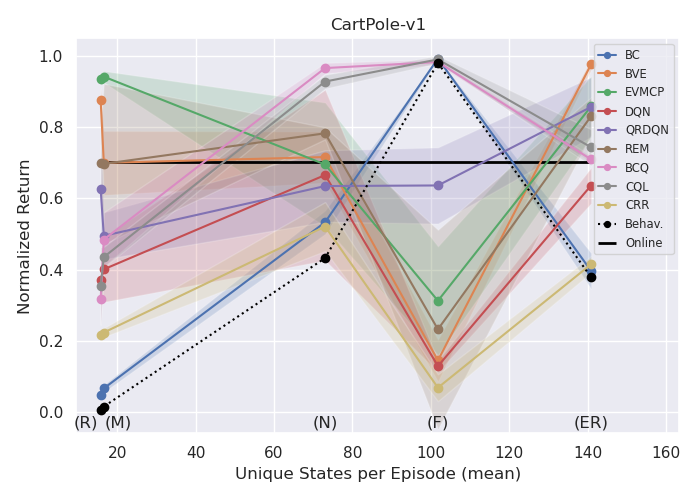 CartPole-v1
Normalized Return
1.0
0.8
0.6
0.4
0.2
0.0
BC
BVE
EVMCP
DQN
QRDQN
REM
BCQ
CQL
CRR
Behav.
Online
(R) (M) (N) (F) (ER)
20 40 60 80 100 120 140 160
Unique States per Episode (mean)